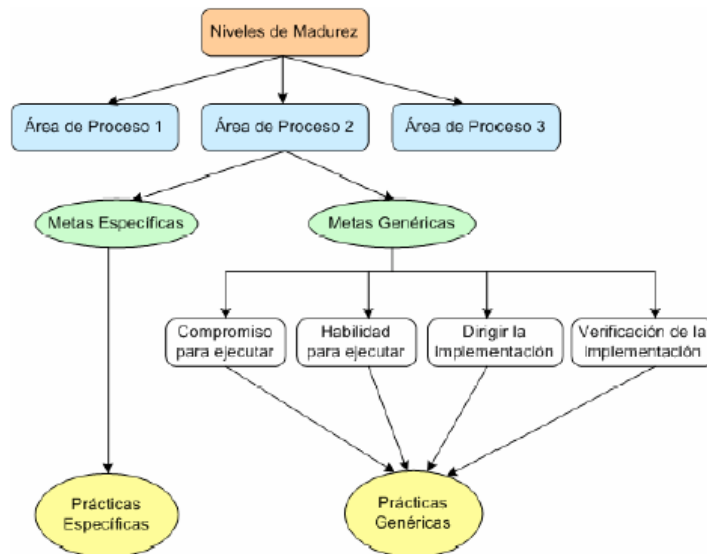 Niveles de Madurez
Área de Proceso 1
Área de Proceso 2
Área de Proceso 3
Metas Específicas
Metas Genéricas
Compromiso
para ejecutar
Habilidad
para ejecutar
Dirigir la
implementación
Verificación de la
implementación
Prácticas
Específicas
Prácticas
Genéricas